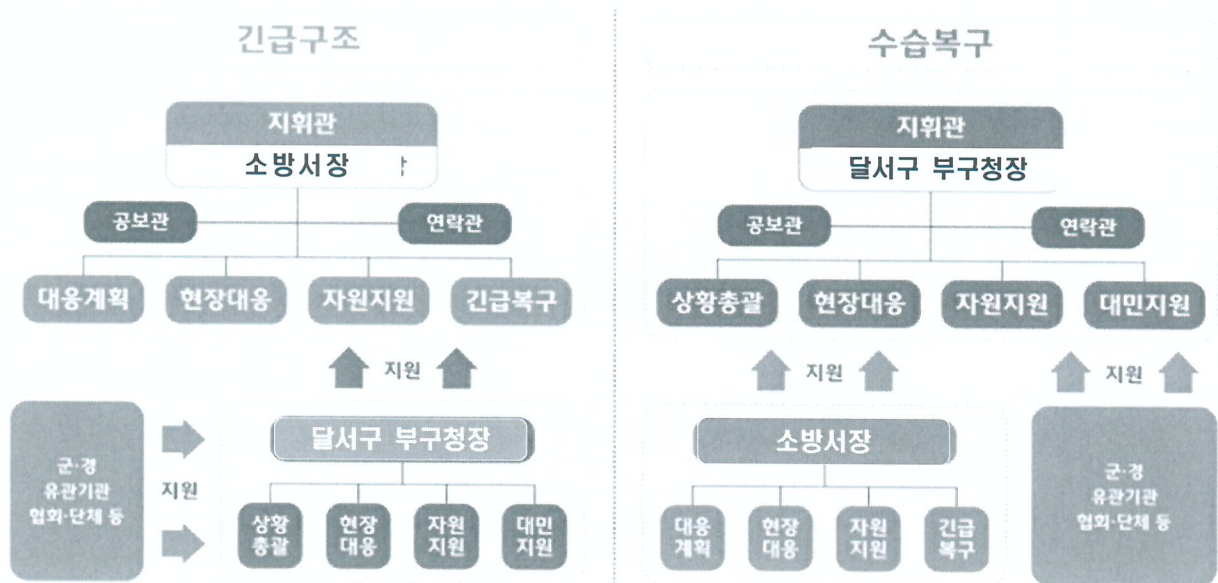 긴급구조
지휘관
소방서장
공보관
연락관
대응계획
현장대응
자원지원
긴급복구
지원
군·경
유관기관
협회·단체 등
지원
달서구 부구청장
상황
총괄
현장
대응
자원
지원
대민
지원
수습복구
지휘관
달서구 부구청장
공보관
연락관
상황총괄
현장대응
자원지원
대민지원
지원
지원
소방서장
대응
계획
현장
대응
자원
지원
긴급
복구
군·경
유관기관
협회·단체 등